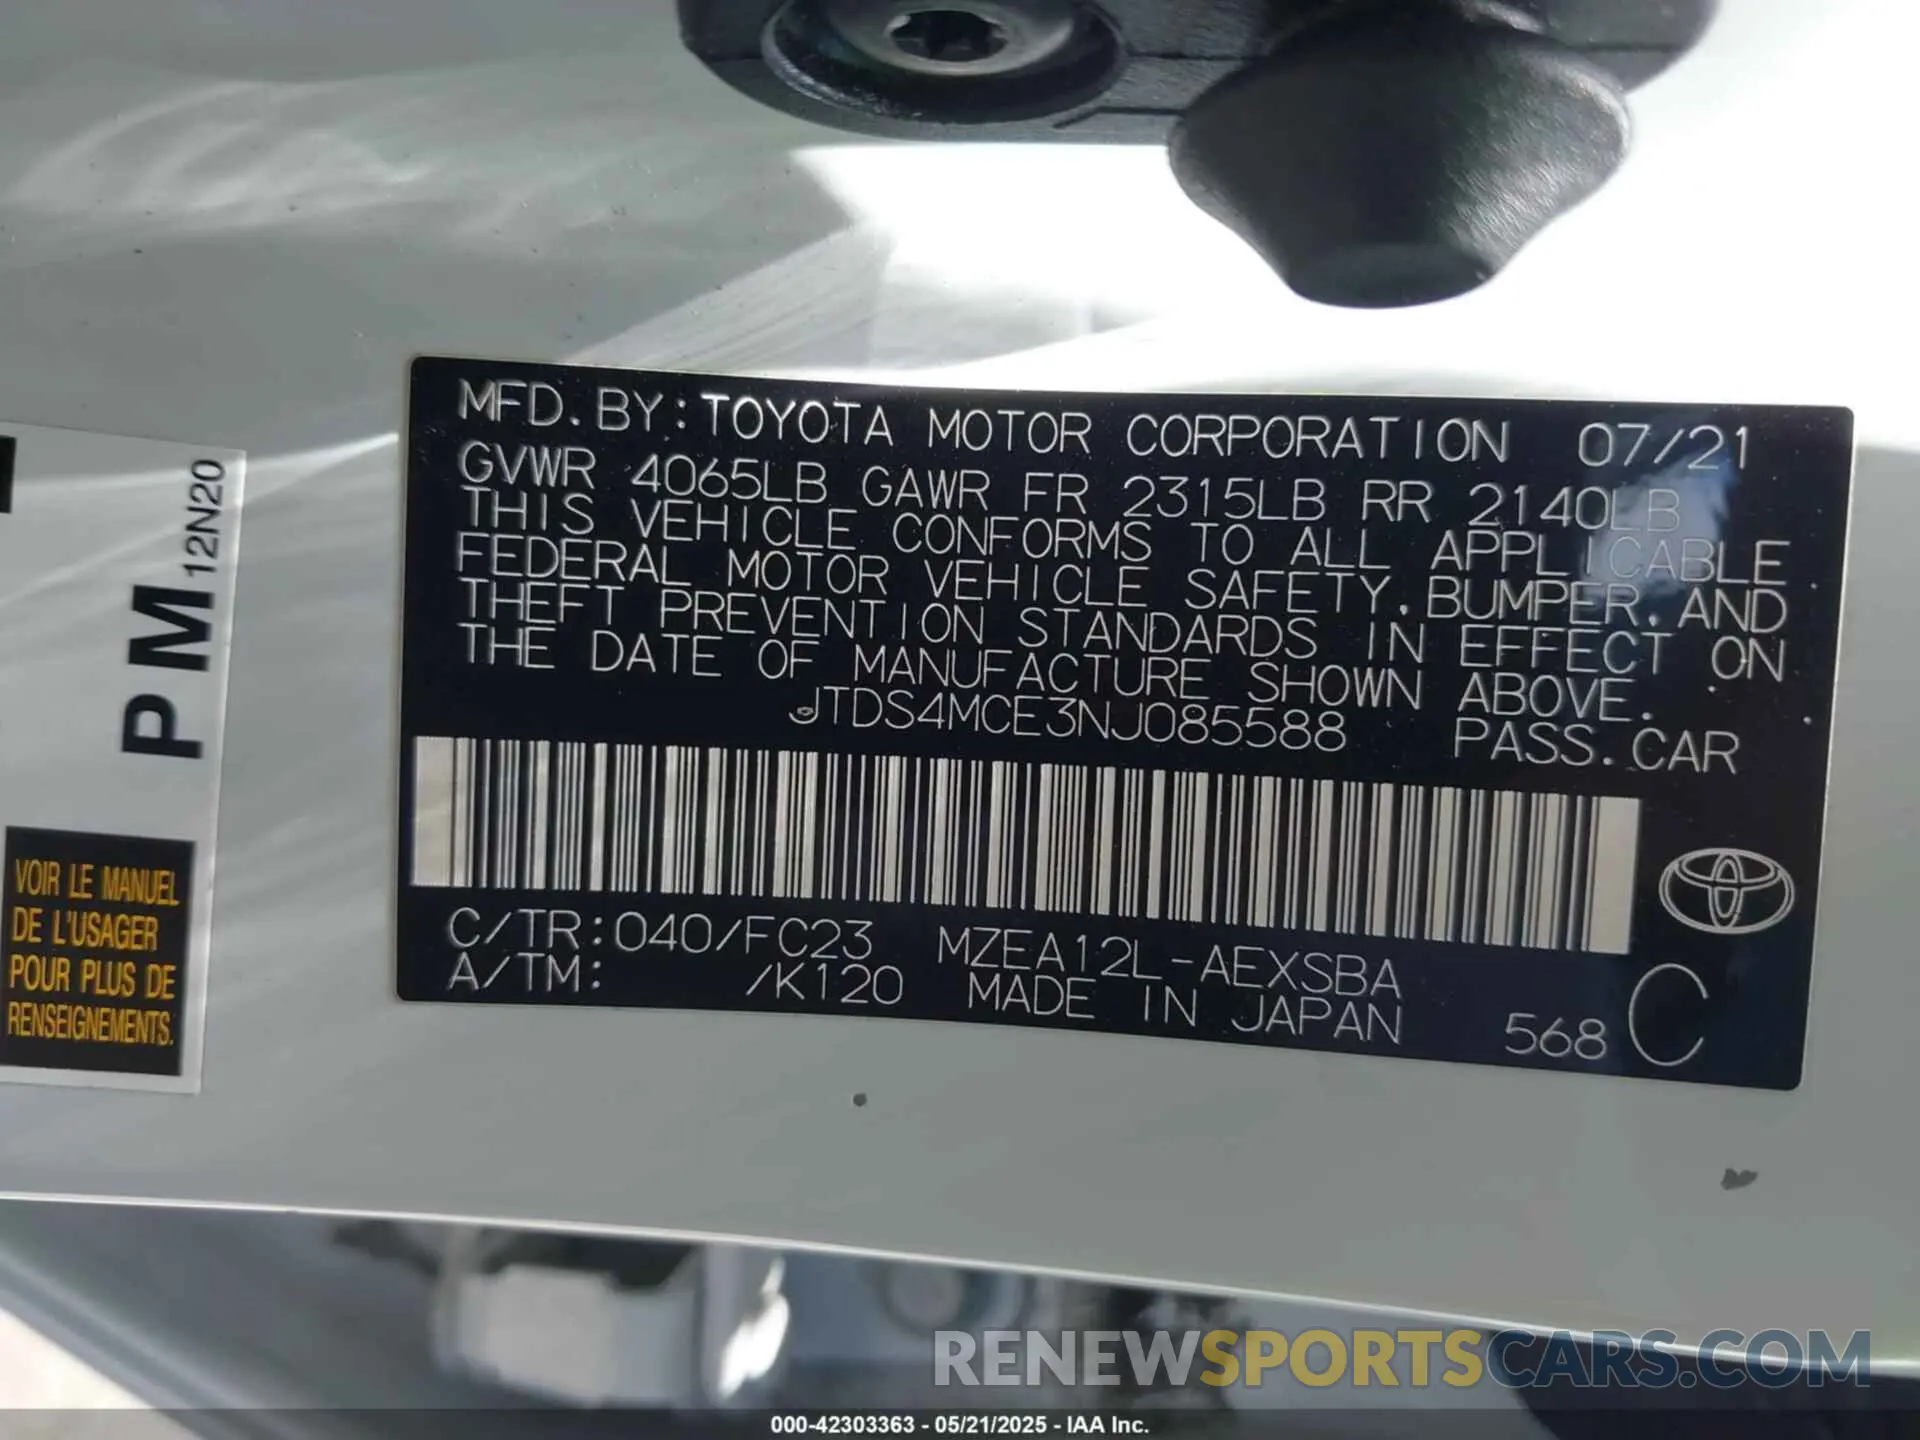 MFD. BY: TOYOTA MOTOR CORPORATION 07/21
GVWR 4065LB GAWR FR 2315LB RR 2140LB
THIS VEHICLE CONFORMS TO ALL APPLICABLE
FEDERAL MOTOR VEHICLE SAFETY, BUMPER, AND
THEFT PREVENTION STANDARDS IN EFFECT ON
THE DATE OF MANUFACTURE SHOWN ABOVE.
JTDS4MCE3NJ085588 PASS. CAR
C/TR: 040/FC23 MZEA12L-AEXSBA
A/TM: /K120 MADE IN JAPAN 568 C
PM 12N20
VOIR LE MANUEL
DE L'USAGER
POUR PLUS DE
RENSEIGNEMENTS.
RENEWSPORTSCARS.COM
000-42303363 - 05/21/2025 - IAA Inc.